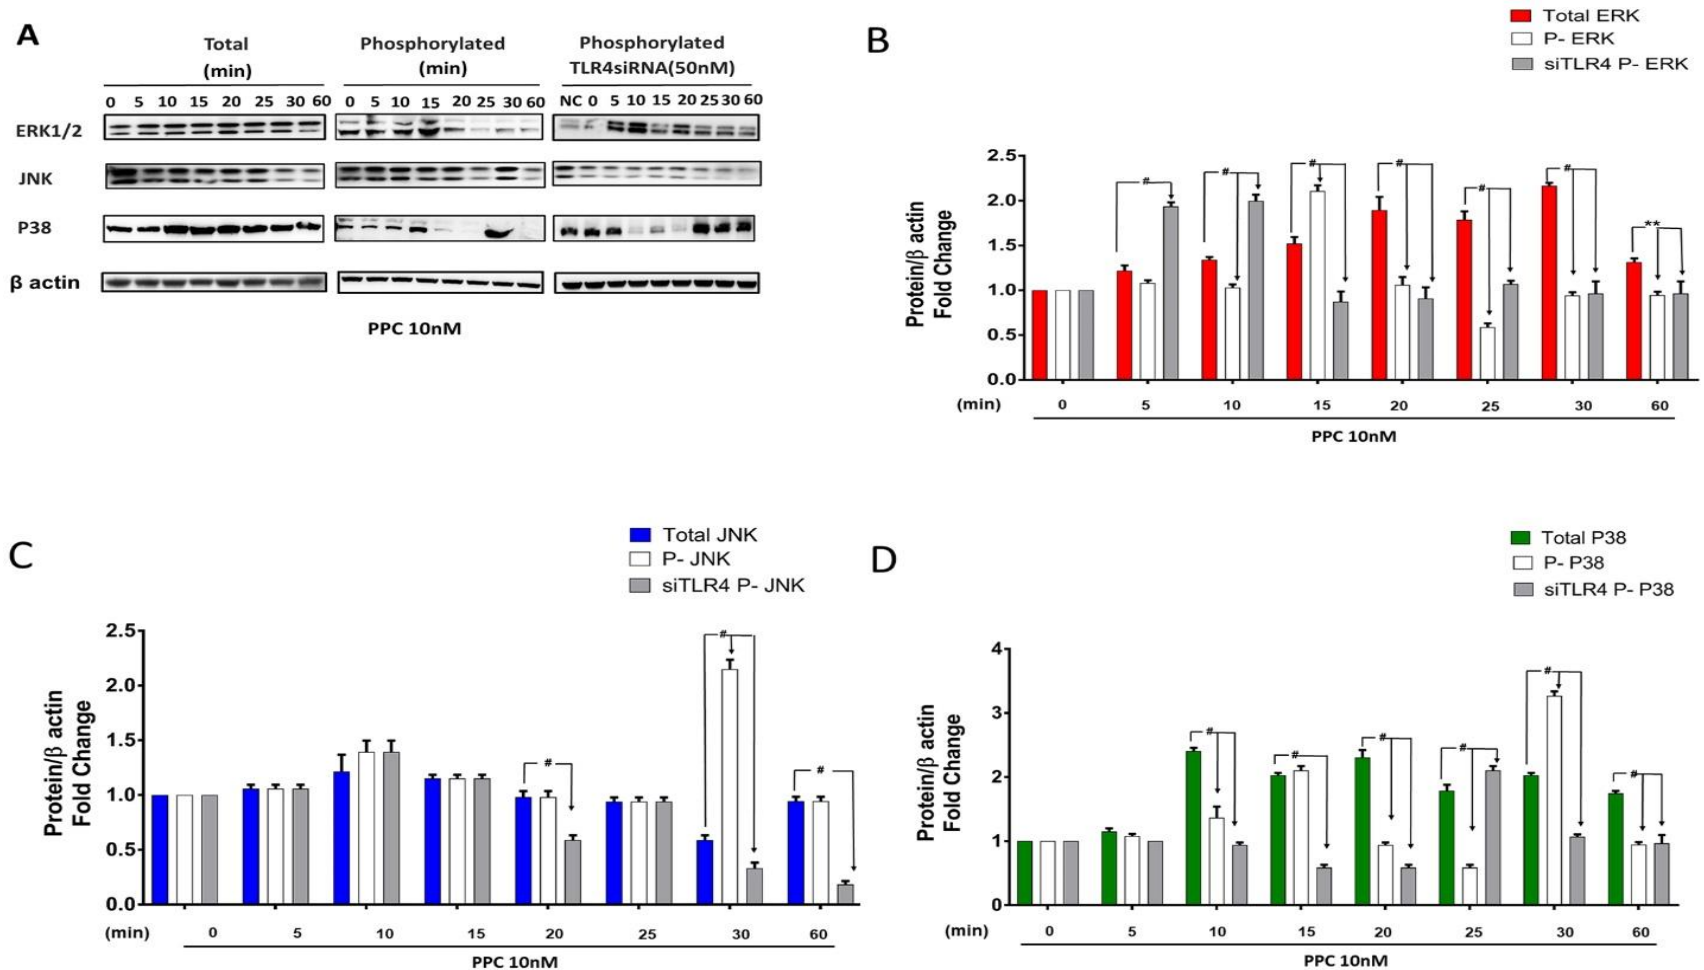 A
Total
(min)
Phosphorylated
(min)
Phosphorylated
TLR4siRNA(50nM)
0 5 10 15 20 25 30 60
0 5 10 15 20 25 30 60
NC 0 5 10 15 20 25 30 60
ERK1/2
JNK
P38
β actin
PPC 10nM
B
Total ERK
P- ERK
siTLR4 P- ERK
Protein/β actin
Fold Change
2.5
2.0
1.5
1.0
0.5
0.0
# # # # # # **
(min) 0 5 10 15 20 25 30 60
PPC 10nM
C
Total JNK
P- JNK
siTLR4 P- JNK
Protein/β actin
Fold Change
2.5
2.0
1.5
1.0
0.5
0.0
# # #
(min) 0 5 10 15 20 25 30 60
PPC 10nM
D
Total P38
P- P38
siTLR4 P- P38
Protein/β actin
Fold Change
4
3
2
1
0
# # # # # #
(min) 0 5 10 15 20 25 30 60
PPC 10nM